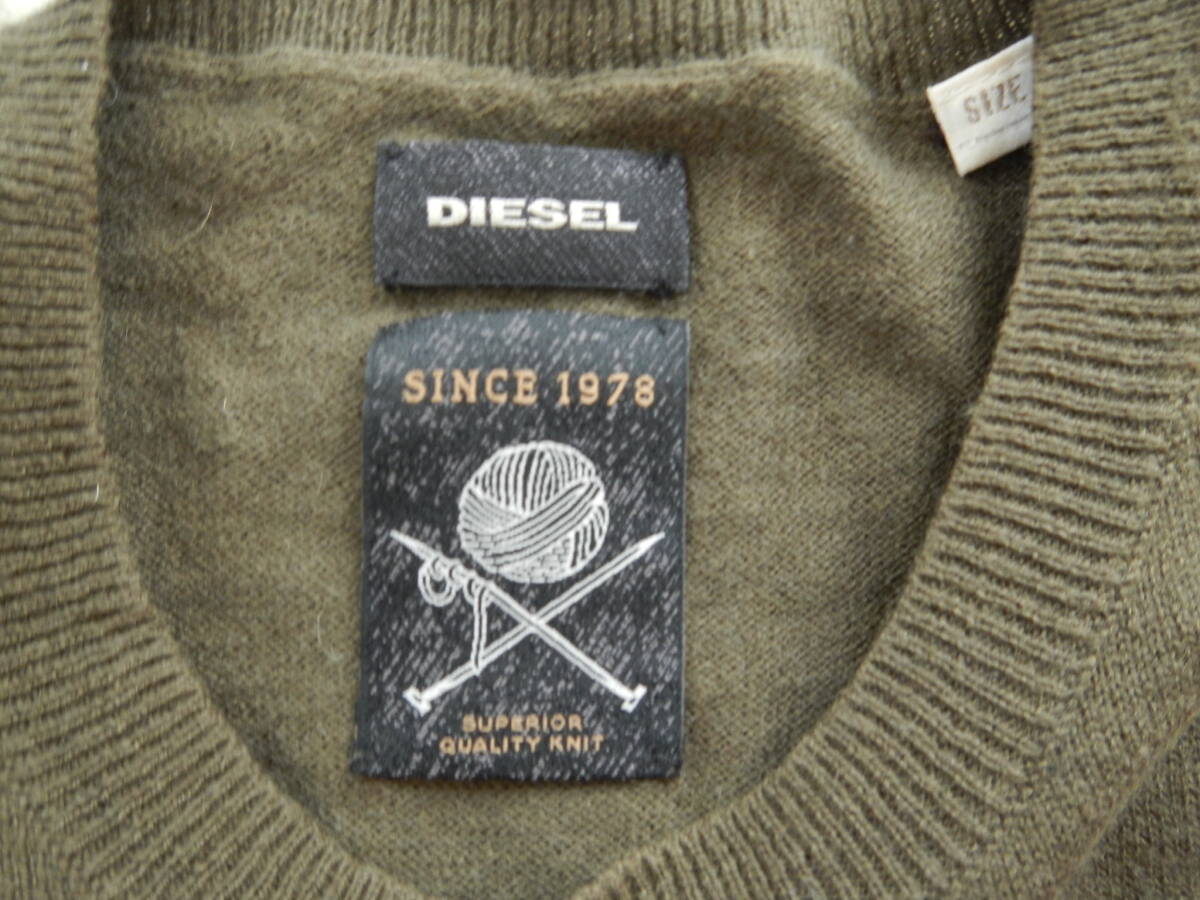 DIESEL
SIZE
SINCE 1978
SUPERIOR
QUALITY KNIT